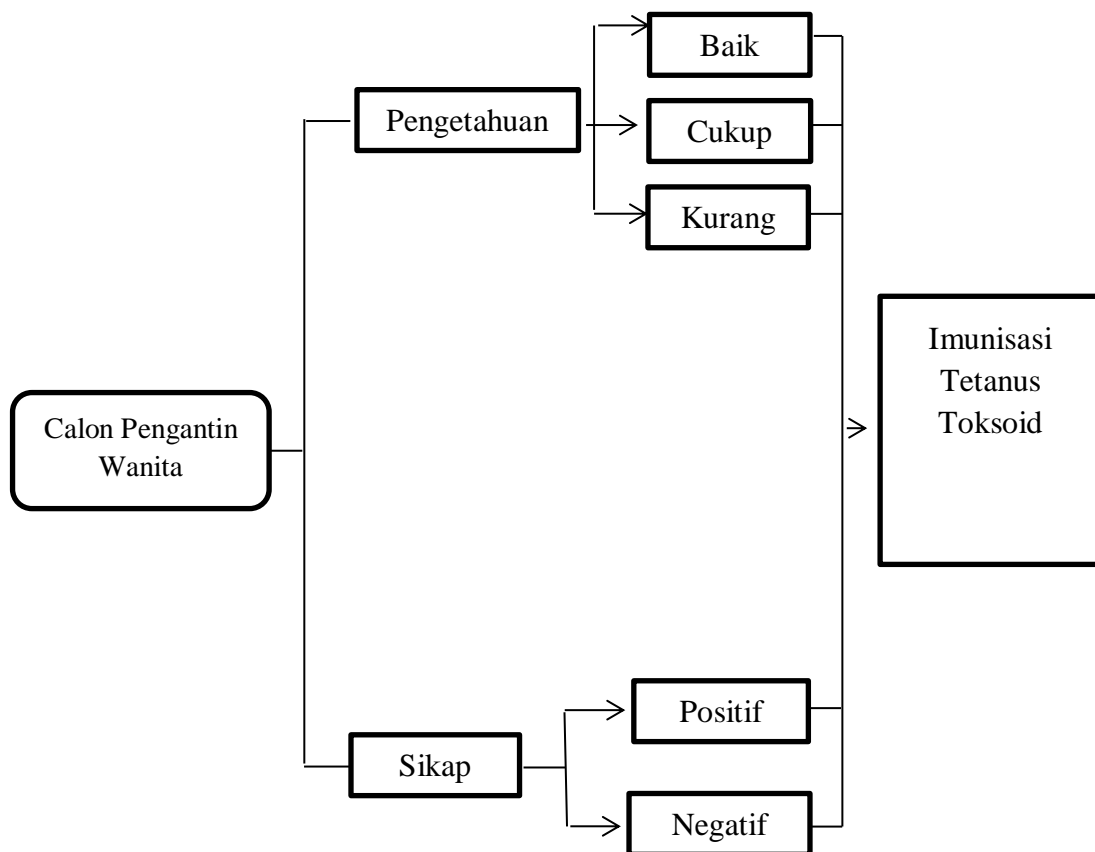 Baik
Pengetahuan
Cukup
Kurang
Imunisasi
Tetanus
Toksoid
Calon Pengantin
Wanita
Positif
Sikap
Negatif